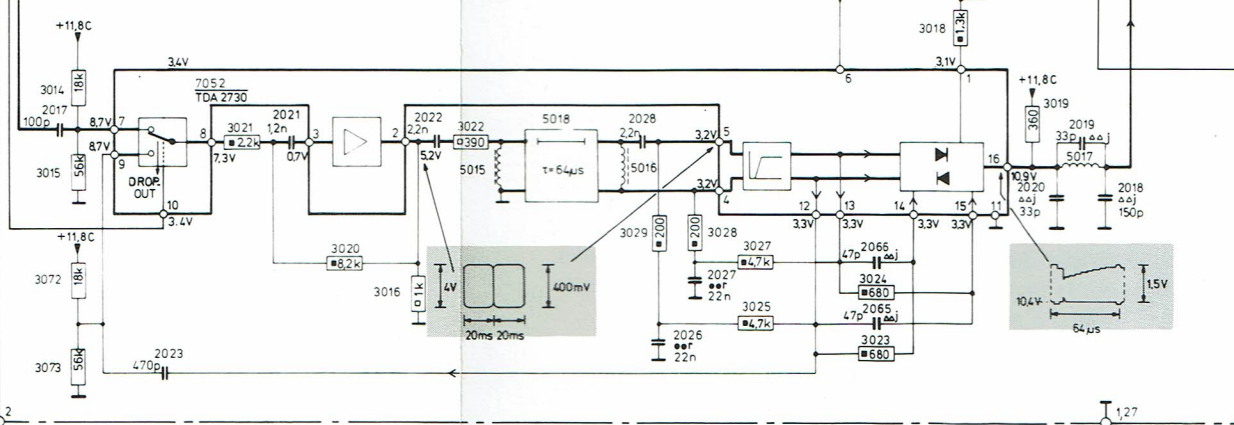 +11,8C
3018
1,3k
3,4V
3,1V
6
1
3014
18k
7052
TDA 2730
+11,8C
3019
360
2017
100p
8,7V
7
8,7V
9
3015
56k
DROP.
OUT
8
7,3V
3021
2,2k
2021
1,2n
3
0,7V
2
2022
2,2n
5,2V
3022
390
5015
5018
τ=64µs
2028
2,2n
5016
3,2V
5
3,2V
4
16
10,9V
2019
33p
j
5017
2020
j
33p
2018
j
150p
10
3.4V
12
3,3V
13
3,3V
14
3,3V
15
3,3V
11
+11,8C
3072
18k
3020
8,2k
3016
1k
4V
400mV
20ms
20ms
3029
200
200
3028
3027
4,7k
2027
r
22n
3025
4,7k
2026
r
22n
2066
47p
j
3024
680
2065
47p
j
3023
680
10,4V
1,5V
64µs
3073
56k
2023
470p
2
1,27